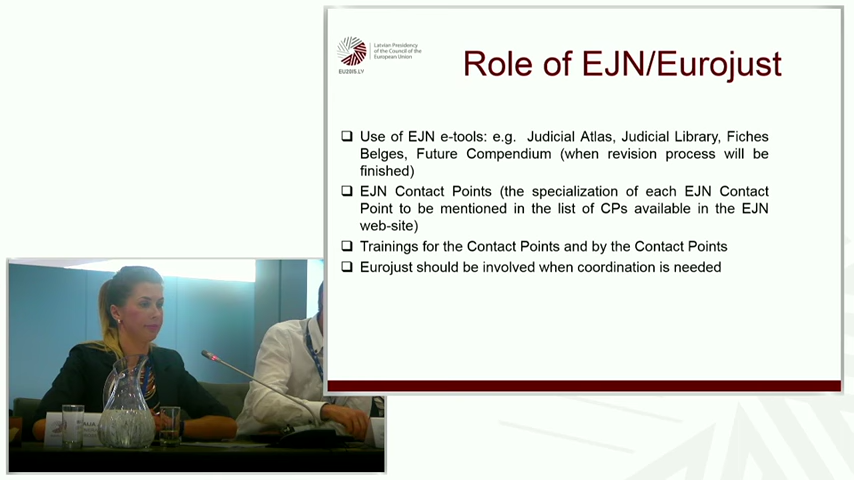 Latvian Presidency
of the Council of the
European Union
EU2015.LV
Role of EJN/Eurojust
Use of EJN e-tools: e.g. Judicial Atlas, Judicial Library, Fiches
Belges, Future Compendium (when revision process will be
finished)
EJN Contact Points (the specialization of each EJN Contact
Point to be mentioned in the list of CPs available in the EJN
web-site)
Trainings for the Contact Points and by the Contact Points
Eurojust should be involved when coordination is needed